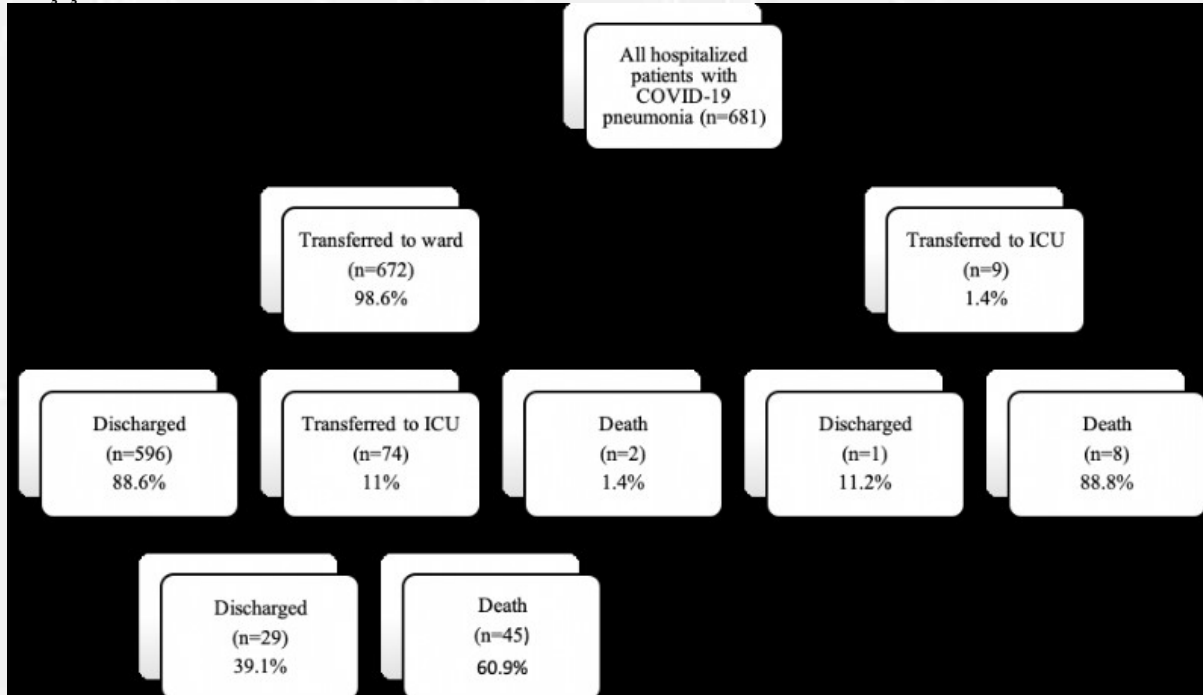 All hospitalized
patients with
COVID-19
pneumonia (n=681)
Transferred to ward
(n=672)
98.6%
Transferred to ICU
(n=9)
1.4%
Discharged
(n=596)
88.6%
Transferred to ICU
(n=74)
11%
Death
(n=2)
1.4%
Discharged
(n=1)
11.2%
Death
(n=8)
88.8%
Discharged
(n=29)
39.1%
Death
(n=45)
60.9%